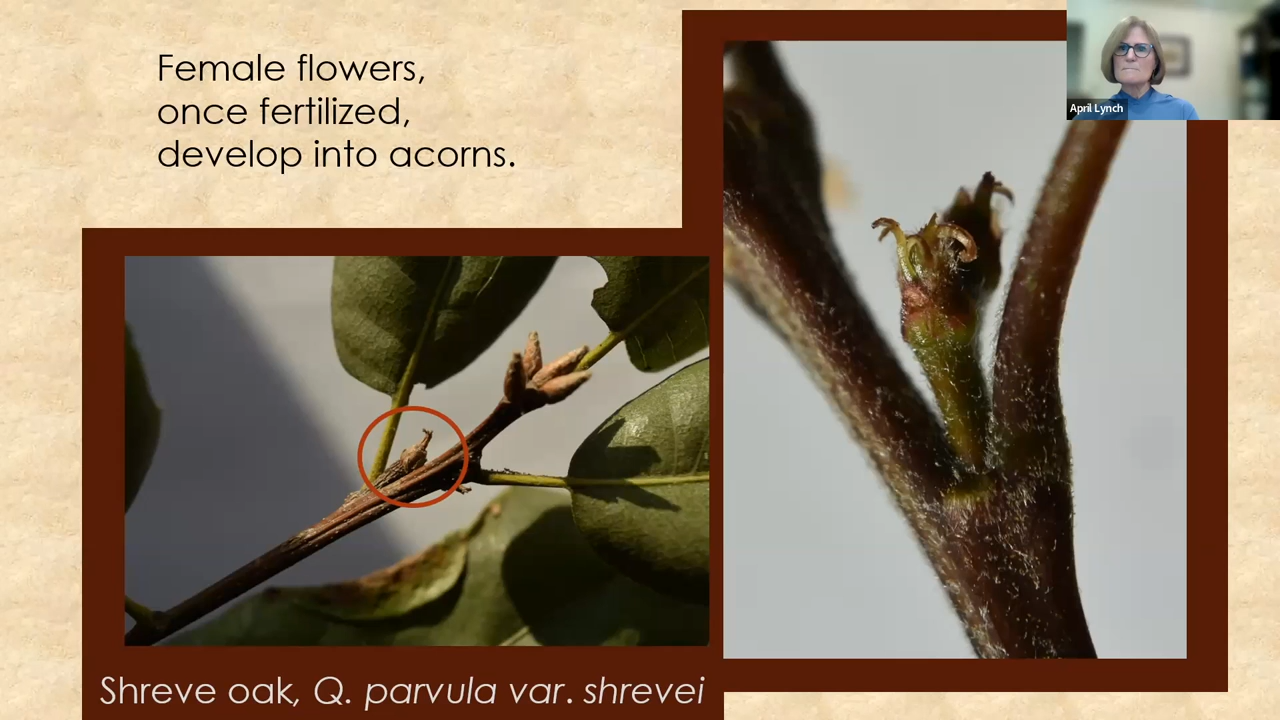 Female flowers,
once fertilized,
develop into acorns.
April Lynch
Shreve oak, Q. parvula var. shrevei